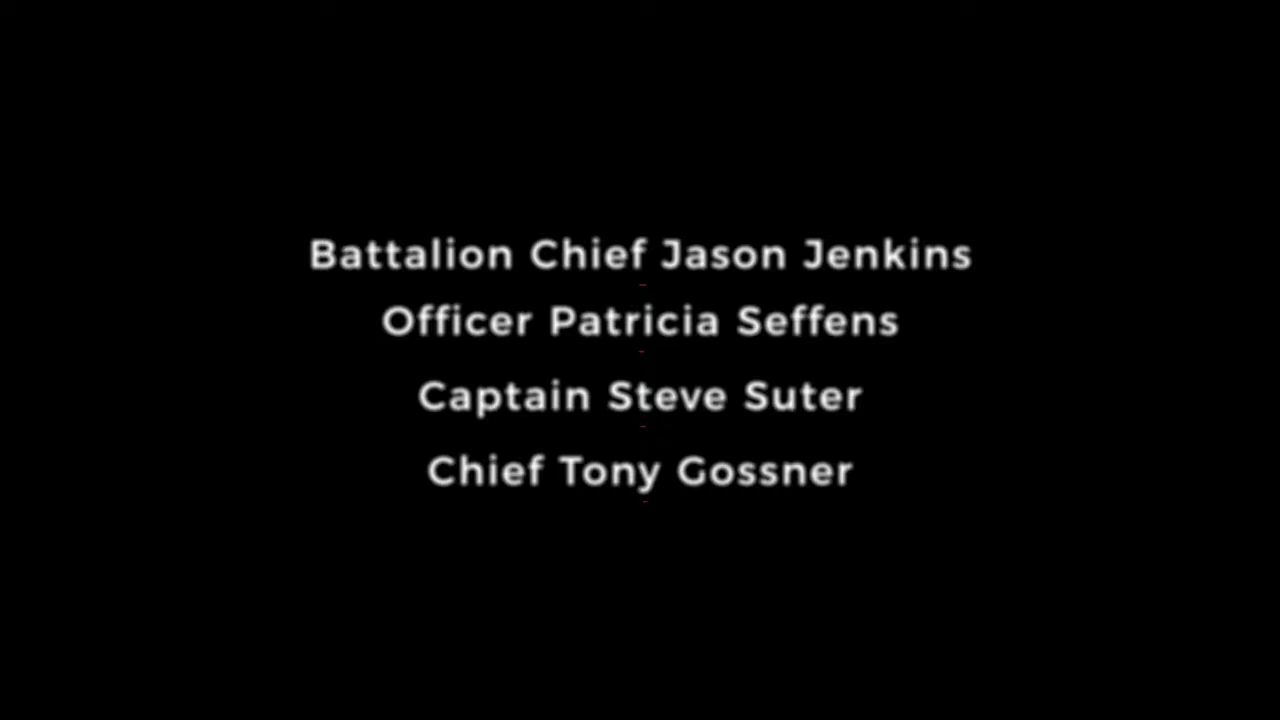 Battalion Chief Jason Jenkins
Officer Patricia Seffens
Captain Steve Suter
Chief Tony Gossner